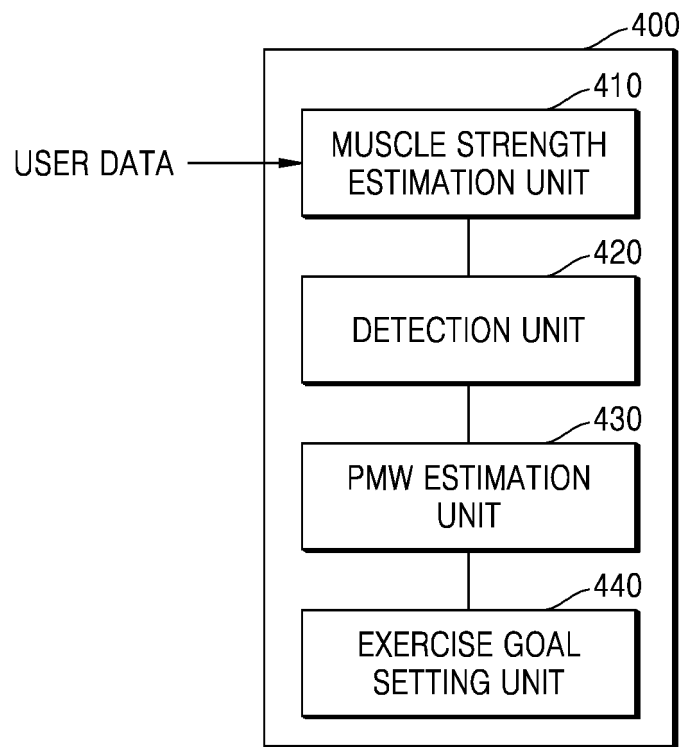 400
410
USER DATA
MUSCLE STRENGTH
ESTIMATION UNIT
420
DETECTION UNIT
430
PMW ESTIMATION
UNIT
440
EXERCISE GOAL
SETTING UNIT